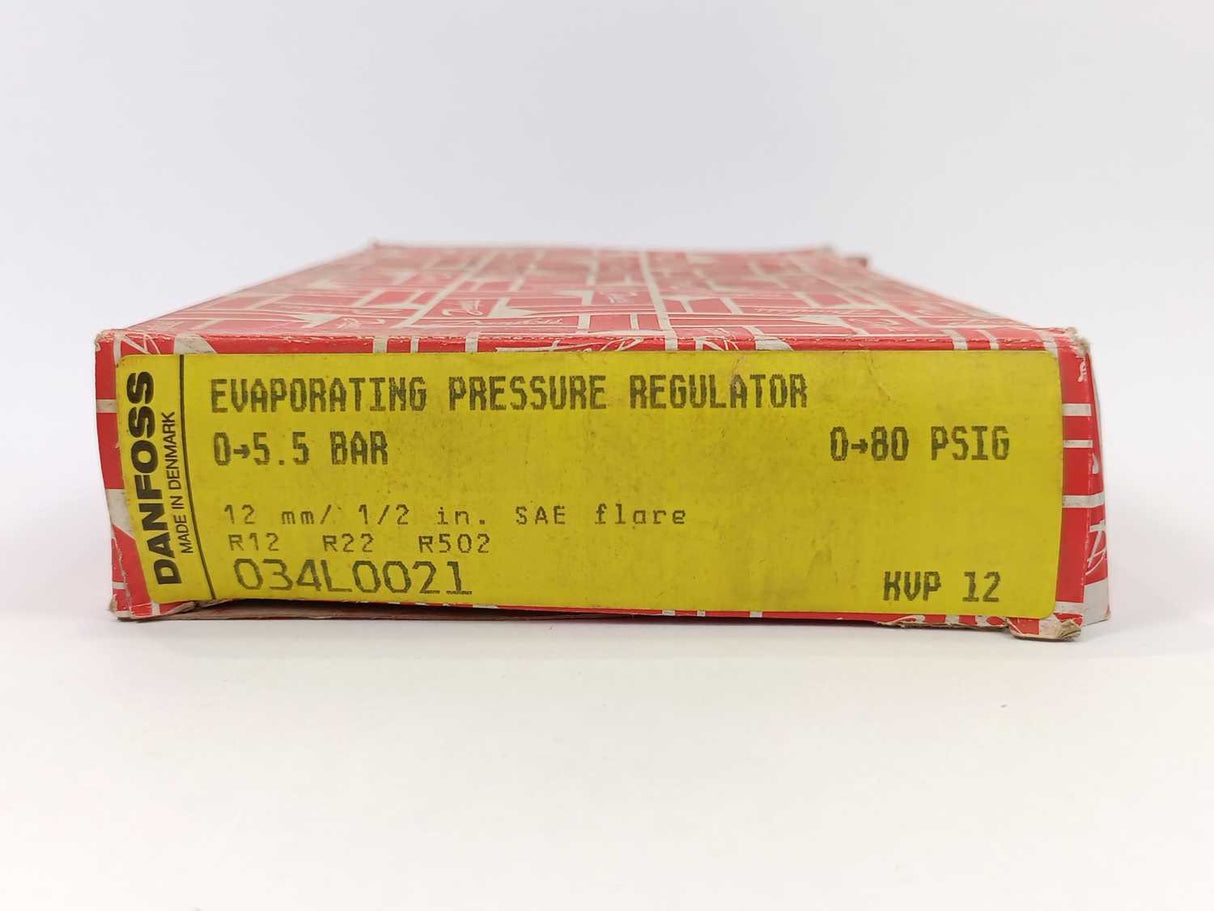 DANFOSS
MADE IN DENMARK
EVAPORATING PRESSURE REGULATOR
0→5.5 BAR 0→80 PSIG
12 mm/ 1/2 in. SAE flare
R12 R22 R502
034L0021 KVP 12